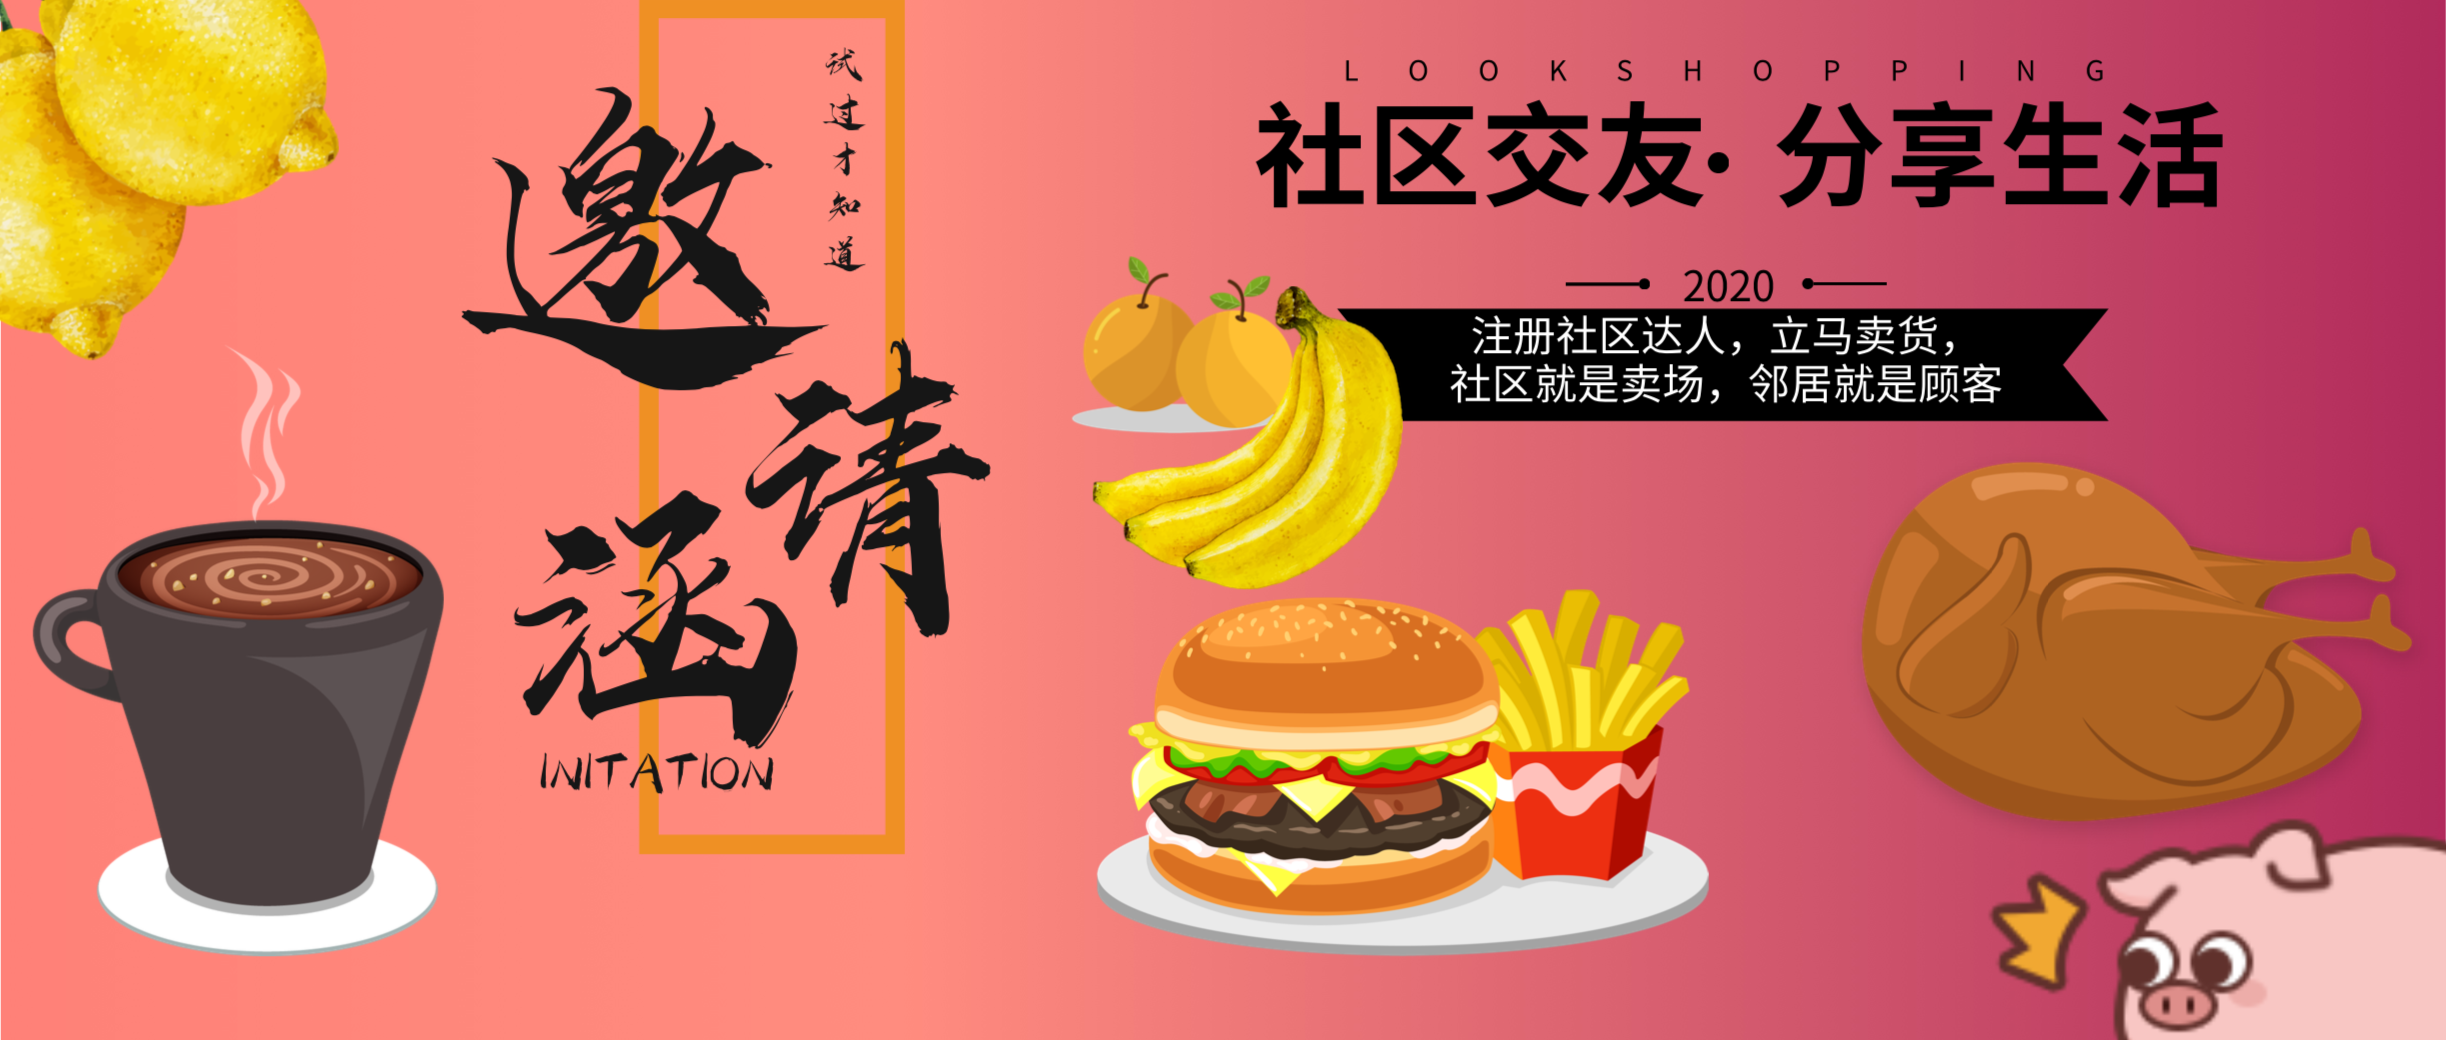 邀请函
试过才知道
INITATION
LOOKSHOPPING
社区交友· 分享生活
2020
注册社区达人，立马卖货，
社区就是卖场，邻居就是顾客